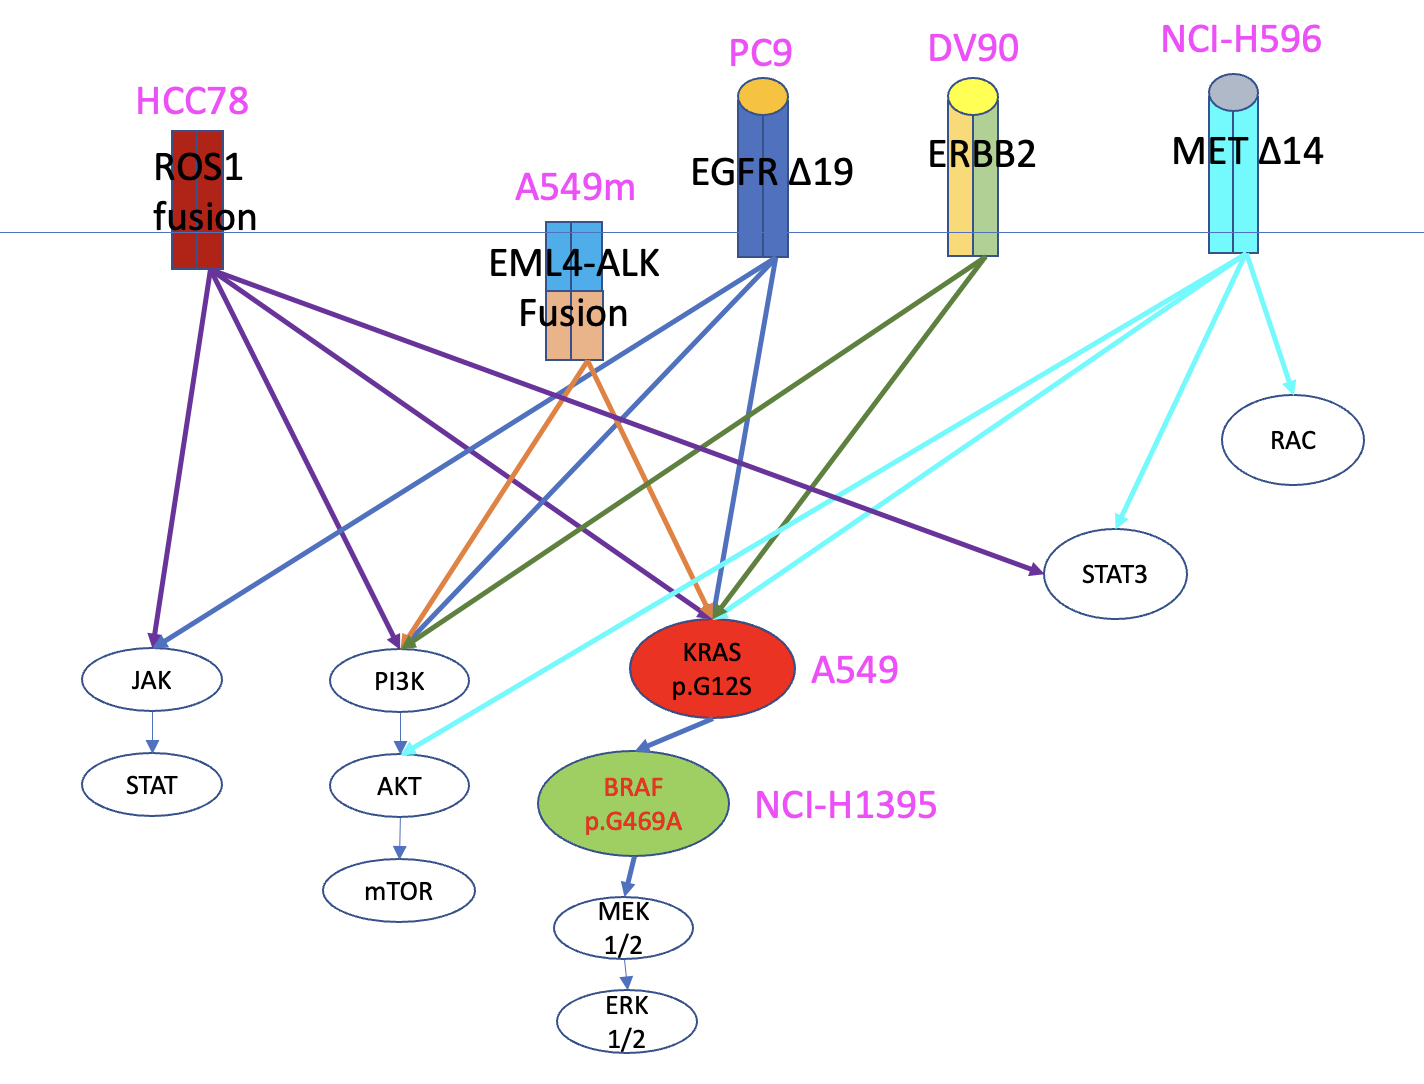 NCI-H596
DV90
PC9
HCC78
ROS1
fusion
A549m
EML4-ALK
Fusion
EGFR Δ19
ERBB2
MET Δ14
RAC
STAT3
JAK
PI3K
KRAS
p.G12S
A549
STAT
AKT
BRAF
p.G469A
NCI-H1395
mTOR
MEK
1/2
ERK
1/2